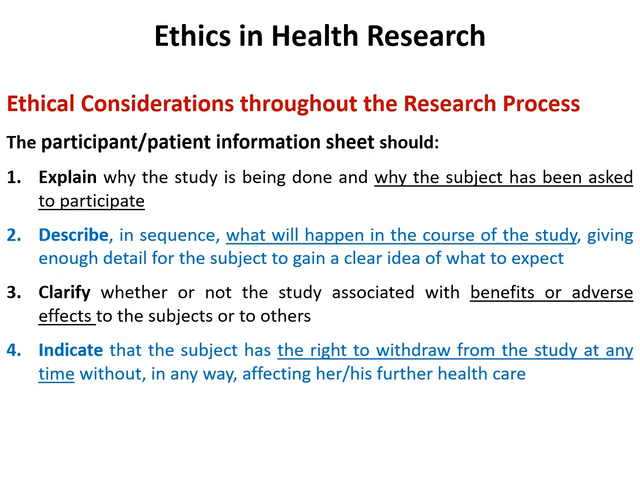 Ethics in Health Research
Ethical Considerations throughout the Research Process
The participant/patient information sheet should:
1. Explain why the study is being done and why the subject has been asked
to participate
2. Describe, in sequence, what will happen in the course of the study, giving
enough detail for the subject to gain a clear idea of what to expect
3. Clarify whether or not the study associated with benefits or adverse
effects to the subjects or to others
4. Indicate that the subject has the right to withdraw from the study at any
time without, in any way, affecting her/his further health care